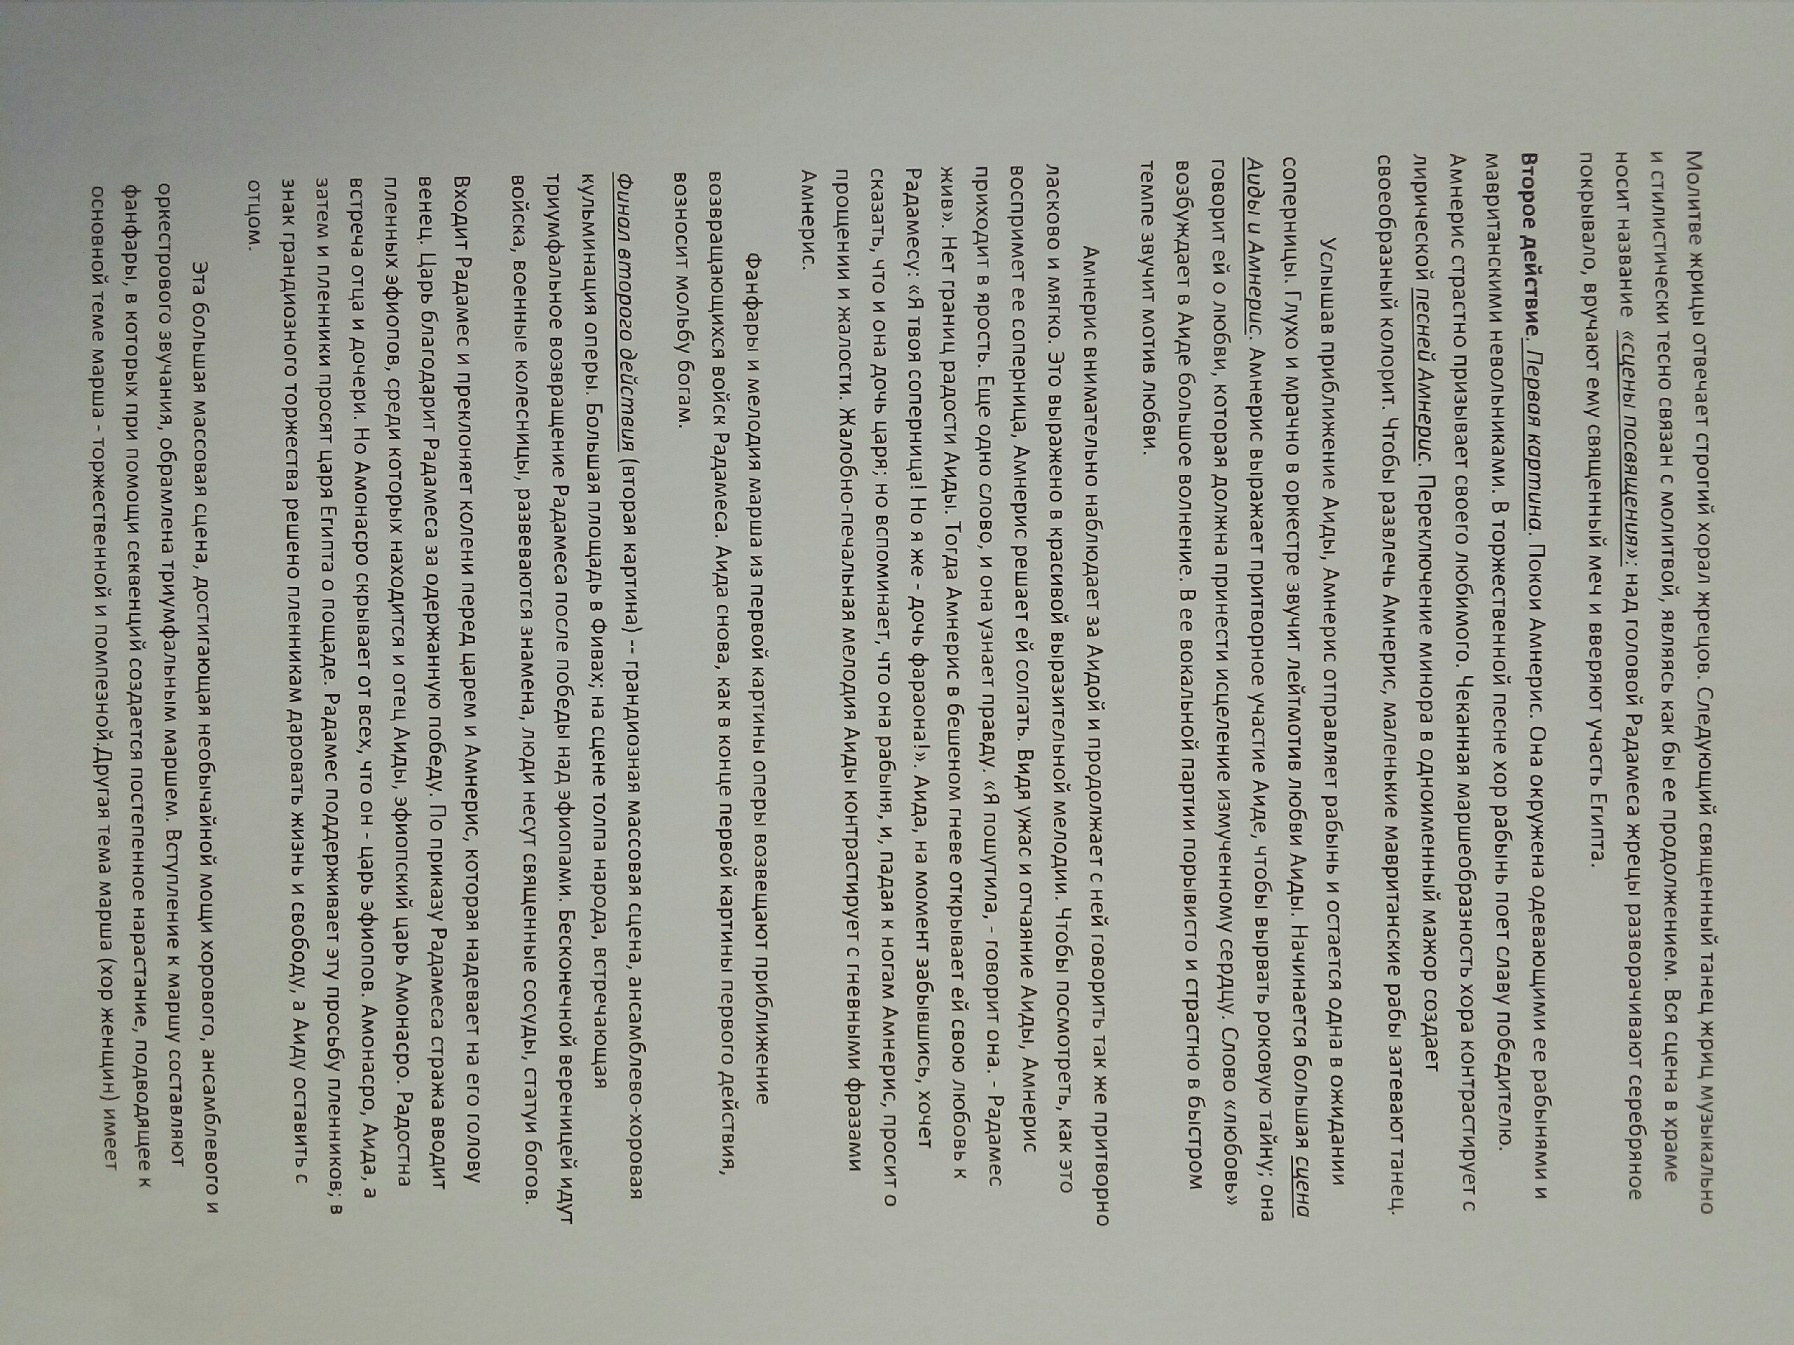 Молитве жрицы отвечает строгий хорал жрецов. Следующий священный танец жриц музыкально
и стилистически тесно связан с молитвой, являясь как бы ее продолжением. Вся сцена в храме
носит название «сцены посвящения»: над головой Радамеса жрецы разворачивают серебряное
покрывало, вручают ему священный меч и вверяют участь Египта.
Второе действие. Первая картина. Покои Амнерис. Она окружена одевающими ее рабынями и
мавританскими невольниками. В торжественной песне хор рабынь поет славу победителю.
Амнерис страстно призывает своего любимого. Чеканная маршеобразность хора контрастирует с
лирической песней Амнерис. Переключение минора в одноименный мажор создает
своеобразный колорит. Чтобы развлечь Амнерис, маленькие мавританские рабы затевают танец.
Услышав приближение Аиды, Амнерис отправляет рабынь и остается одна в ожидании
соперницы. Глухо и мрачно в оркестре звучит лейтмотив любви Аиды. Начинается большая сцена
Аиды и Амнерис. Амнерис выражает притворное участие Аиде, чтобы вырвать роковую тайну; она
говорит ей о любви, которая должна принести исцеление измученному сердцу. Слово «любовь»
возбуждает в Аиде большое волнение. В ее вокальной партии порывисто и страстно в быстром
темпе звучит мотив любви.
Амнерис внимательно наблюдает за Аидой и продолжает с ней говорить так же притворно
ласково и мягко. Это выражено в красивой выразительной мелодии. Чтобы посмотреть, как это
воспримет ее соперница, Амнерис решает ей солгать. Видя ужас и отчаяние Аиды, Амнерис
приходит в ярость. Еще одно слово, и она узнает правду. «Я пошутила, - говорит она. - Радамес
жив». Нет границ радости Аиды. Тогда Амнерис в бешеном гневе открывает ей свою любовь к
Радамесу: «Я твоя соперница! Но я же - дочь фараона!». Аида, на момент забывшись, хочет
сказать, что и она дочь царя; но вспоминает, что она рабыня, и, падая к ногам Амнерис, просит о
прощении и жалости. Жалобно-печальная мелодия Аиды контрастирует с гневными фразами
Амнерис.
Фанфары и мелодия марша из первой картины оперы возвещают приближение
возвращающихся войск Радамеса. Аида снова, как в конце первой картины первого действия,
возносит мольбу богам.
Финал второго действия (вторая картина) -- грандиозная массовая сцена, ансамблево-хоровая
кульминация оперы. Большая площадь в Фивах; на сцене толпа народа, встречающая
триумфальное возвращение Радамеса после победы над эфиопами. Бесконечной вереницей идут
войска, военные колесницы, развеваются знамена, люди несут священные сосуды, статуи богов.
Входит Радамес и преклоняет колени перед царем и Амнерис, которая надевает на его голову
венец. Царь благодарит Радамеса за одержанную победу. По приказу Радамеса стража вводит
пленных эфиопов, среди которых находится и отец Аиды, эфиопский царь Амонасро. Радостна
встреча отца и дочери. Но Амонасро скрывает от всех, что он - царь эфиопов. Амонасро, Аида, а
затем и пленники просят царя Египта о пощаде. Радамес поддерживает эту просьбу пленников; в
знак грандиозного торжества решено пленникам даровать жизнь и свободу, а Аиду оставить с
отцом.
Эта большая массовая сцена, достигающая необычайной мощи хорового, ансамблевого и
оркестрового звучания, обрамлена триумфальным маршем. Вступление к маршу составляют
фанфары, в которых при помощи секвенций создается постепенное нарастание, подводящее к
основной теме марша - торжественной и помпезной.Другая тема марша (хор женщин) имеет